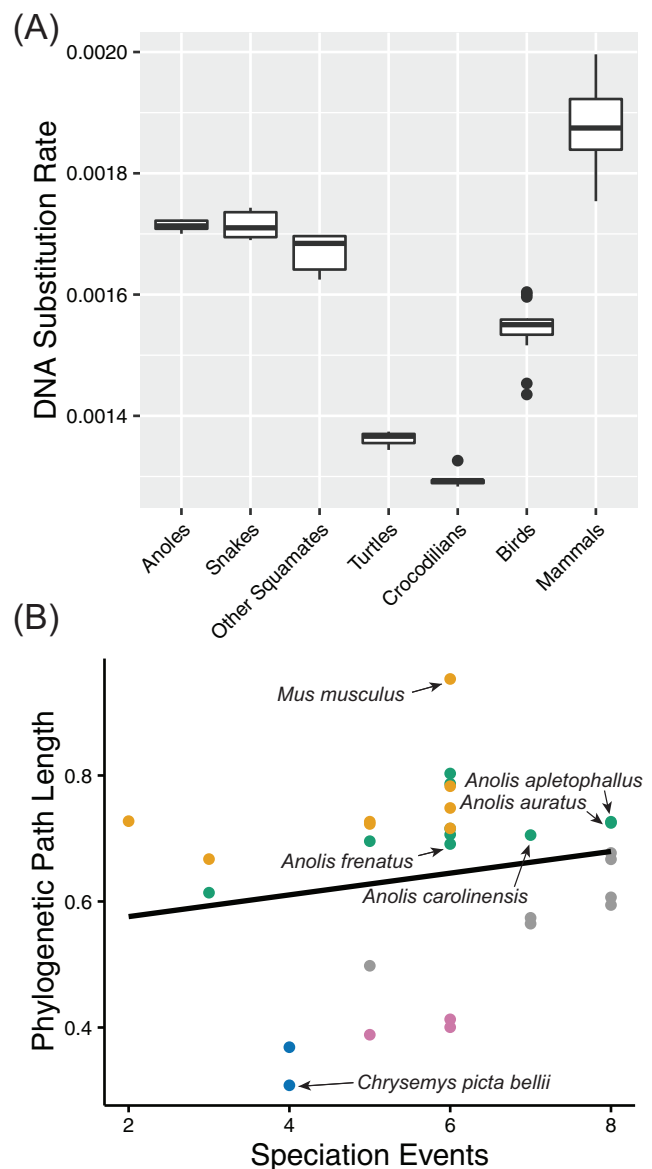 (A)
DNA Substitution Rate
0.0020
0.0018
0.0016
0.0014
Anoles
Snakes
Other Squamates
Turtles
Crocodilians
Birds
Mammals
(B)
Phylogenetic Path Length
0.8
0.6
0.4
Mus musculus
Anolis apletophallus
Anolis auratus
Anolis frenatus
Anolis carolinensis
Chrysemys picta bellii
2
4
6
8
Speciation Events